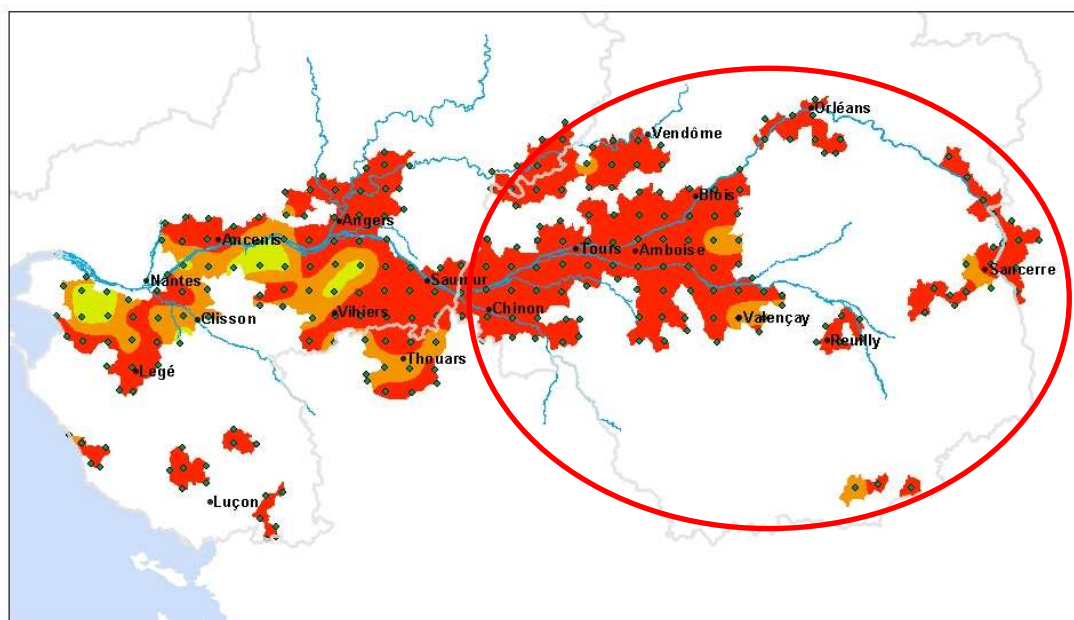 Orléans
Vendôme
Blois
Angers
Ancenis
Tours
Amboise
Sancerre
Nantes
Saumur
Chinon
Clisson
Vihiers
Valençay
Reuilly
Thouars
Legé
Luçon